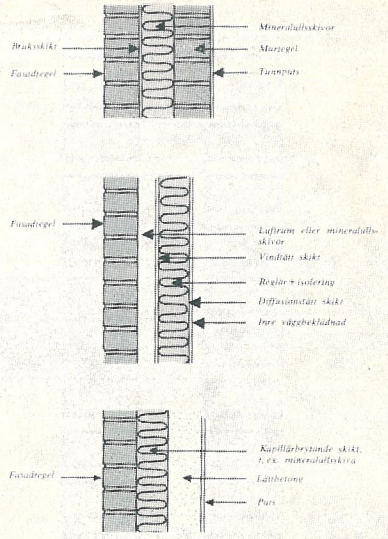 Mineralullsskivor
Bruksskikt
Murtegel
Fasadtegel
Tunnputs
Fasadtegel
Luftrum eller mineralulls-
skivor
Vindtätt skikt
Reglar + isolering
Diffusionstätt skikt
Inre väggbeklädnad
Kapillärbrytande skikt,
t. ex. mineralullsskiva
Fasadtegel
Lättbetong
Puts